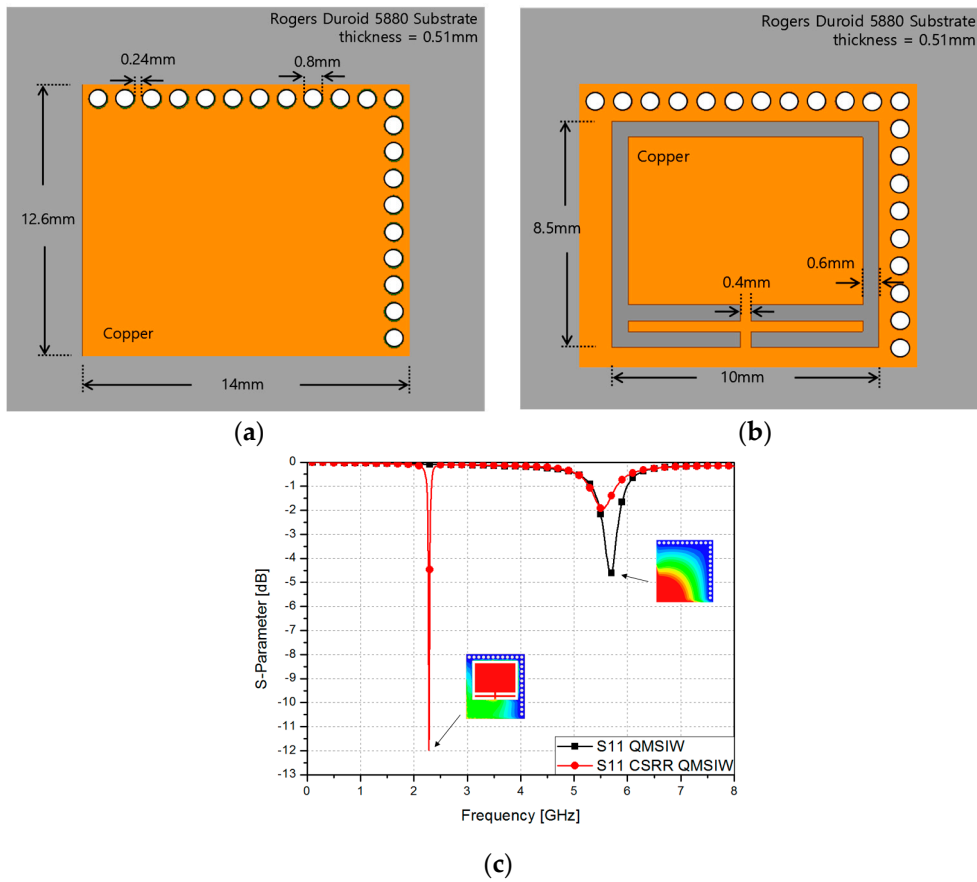 Rogers Duroid 5880 Substrate
thickness = 0.51mm
0.24mm
0.8mm
12.6mm
Copper
14mm
(a)
Rogers Duroid 5880 Substrate
thickness = 0.51mm
Copper
8.5mm
0.6mm
0.4mm
10mm
(b)
0
-1
-2
-3
-4
-5
-6
-7
-8
-9
-10
-11
-12
-13
S-Parameter [dB]
S11 QMSIW
S11 CSRR QMSIW
0 1 2 3 4 5 6 7 8
Frequency [GHz]
(c)